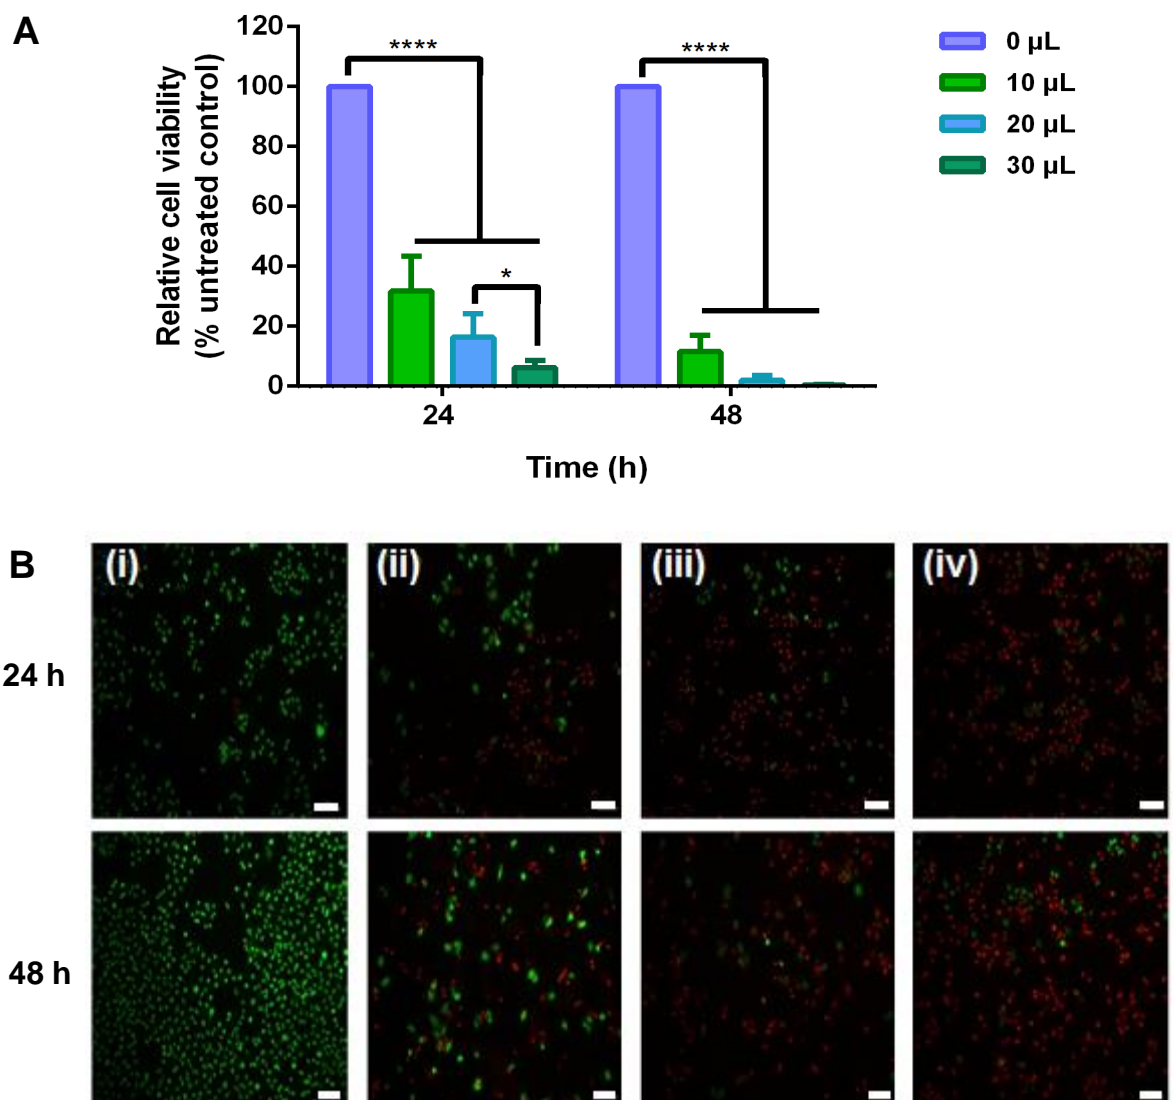 A
Relative cell viability
(% untreated control)
120
100
80
60
40
20
0
****
*
****
24
48
Time (h)
0 µL
10 µL
20 µL
30 µL
B
(i)
(ii)
(iii)
(iv)
24 h
48 h